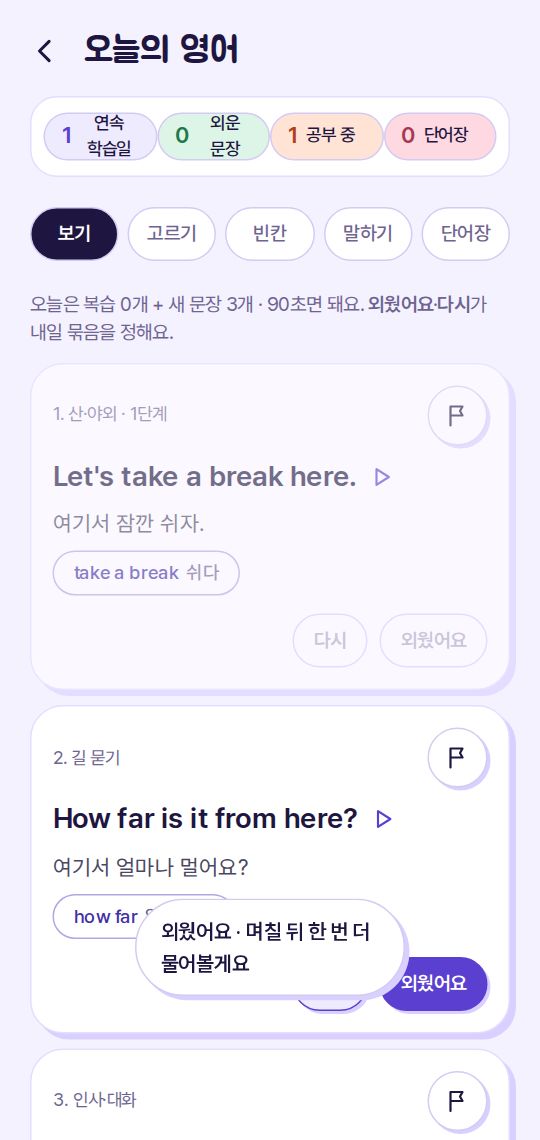 오늘의 영어
1 연속 학습일
0 외운 문장
1 공부 중
0 단어장
보기
고르기
빈칸
말하기
단어장
오늘은 복습 0개 + 새 문장 3개 · 90초면 돼요. 외웠어요·다시가
내일 묶음을 정해요.
1. 산·야외 · 1단계
Let's take a break here.
여기서 잠깐 쉬자.
take a break 쉬다
다시
외웠어요
2. 길 묻기
How far is it from here?
여기서 얼마나 멀어요?
how far
외웠어요 · 며칠 뒤 한 번 더
물어볼게요
외웠어요
3. 인사·대화